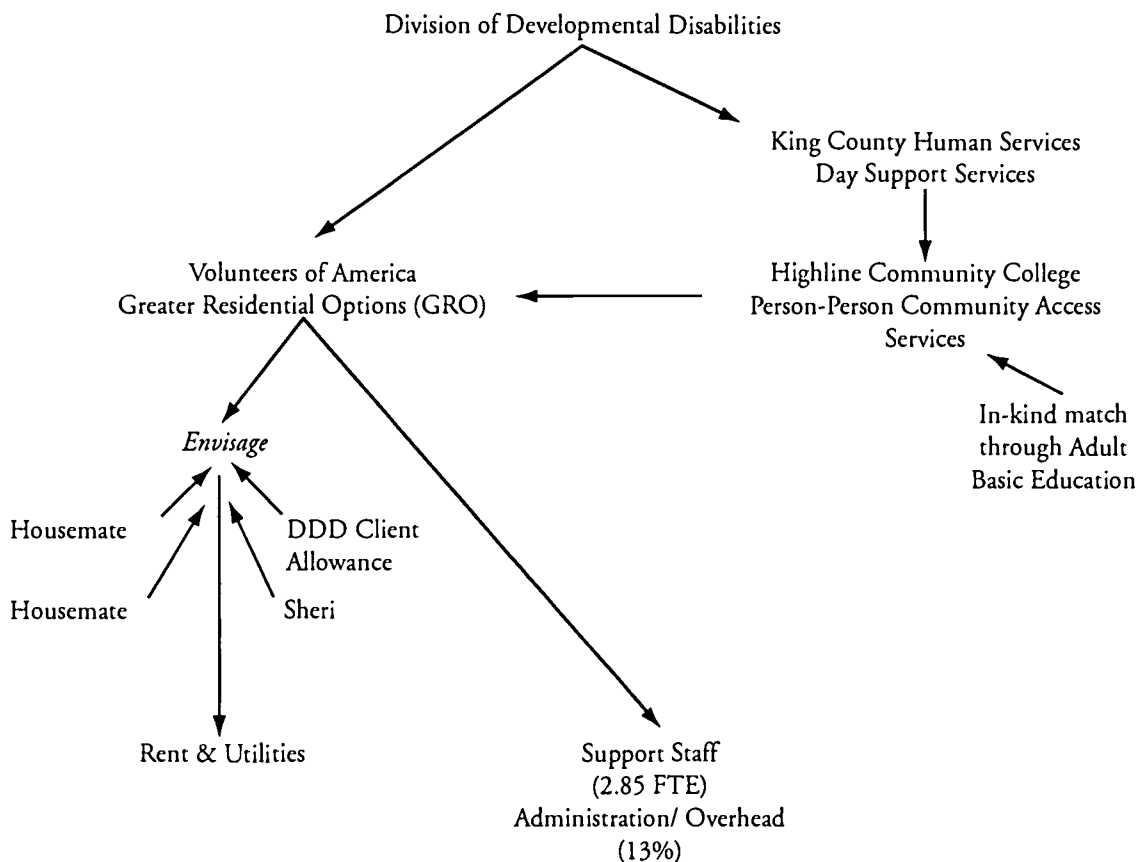 Division of Developmental Disabilities
King County Human Services
Day Support Services
Volunteers of America
Greater Residential Options (GRO)
Highline Community College
Person-Person Community Access
Services
In-kind match
through Adult
Basic Education
Envisage
Housemate
DDD Client
Allowance
Housemate
Sheri
Rent & Utilities
Support Staff
(2.85 FTE)
Administration/ Overhead
(13%)